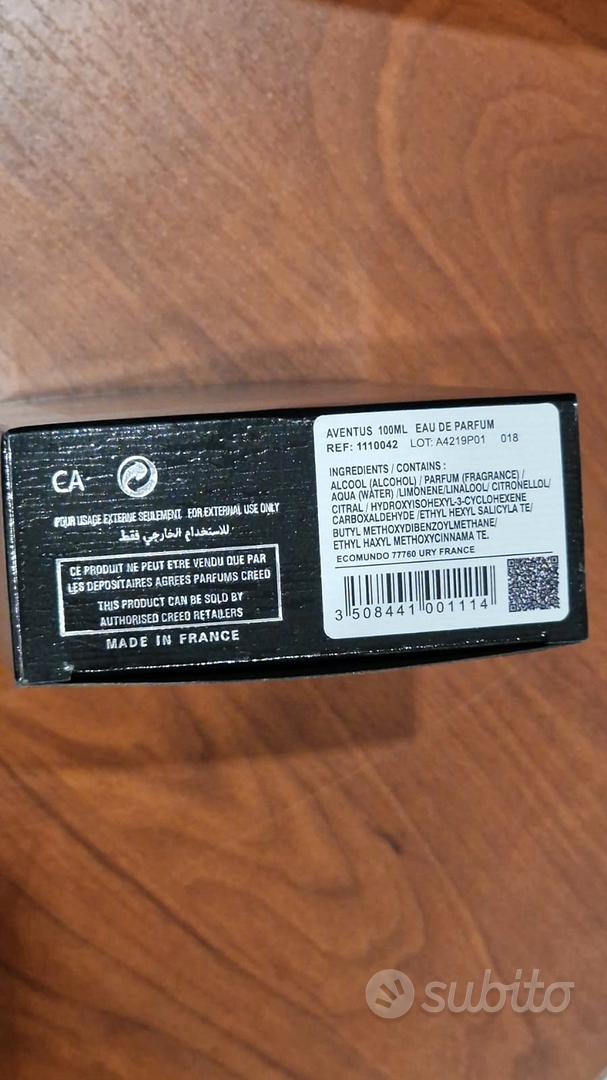 CA
POUR USAGE EXTERNE SEULEMENT FOR EXTERNAL USE ONLY
للاستخدام الخارجي فقط
CE PRODUIT NE PEUT ETRE VENDU QUE PAR
LES DEPOSITAIRES AGREES PARFUMS CREED
THIS PRODUCT CAN BE SOLD BY
AUTHORISED CREED RETAILERS
MADE IN FRANCE
AVENTUS 100ML EAU DE PARFUM
REF: 1110042 LOT: A4219P01 018
INGREDIENTS / CONTAINS :
ALCOOL (ALCOHOL) / PARFUM (FRAGRANCE) /
AQUA (WATER) /LIMONENE/LINALOOL/ CITRONELLOL/
CITRAL / HYDROXYISOHEXYL-3-CYCLOHEXENE
CARBOXALDEHYDE / ETHYL HEXYL SALICYLA TE/
BUTYL METHOXYDIBENZOYLMETHANE/
ETHYL HAXYL METHOXYCINNAMA TE.
ECOMUNDO 77760 URY FRANCE
3 508441 001114
subito